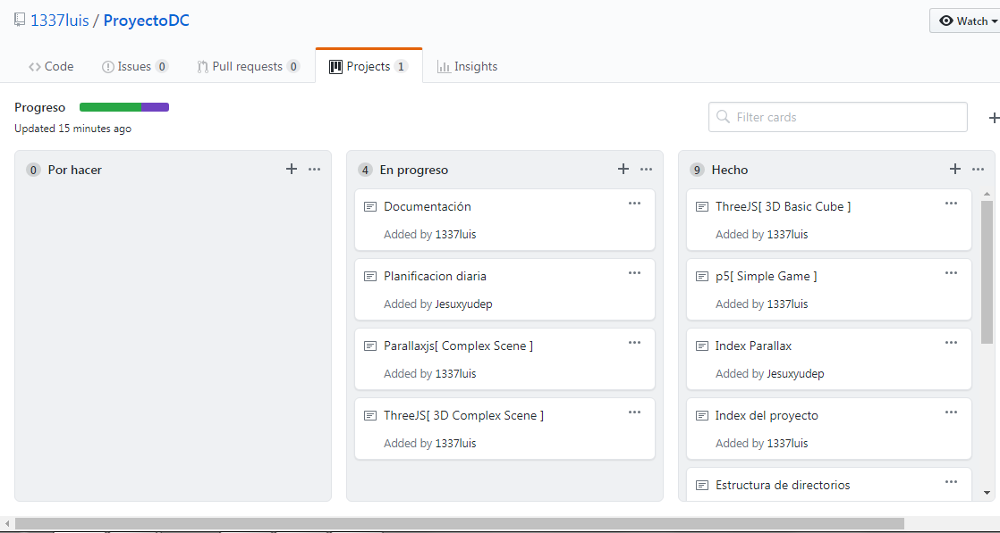 1337luis / ProyectoDC
Watch
Code
Issues 0
Pull requests 0
Projects 1
Insights
Progreso
Updated 15 minutes ago
Filter cards
0 Por hacer
4 En progreso
Documentación
Added by 1337luis
Planificacion diaria
Added by Jesuxyudep
Parallaxjs[ Complex Scene ]
Added by 1337luis
ThreeJS[ 3D Complex Scene ]
Added by 1337luis
9 Hecho
ThreeJS[ 3D Basic Cube ]
Added by 1337luis
p5[ Simple Game ]
Added by 1337luis
Index Parallax
Added by Jesuxyudep
Index del proyecto
Added by 1337luis
Estructura de directorios